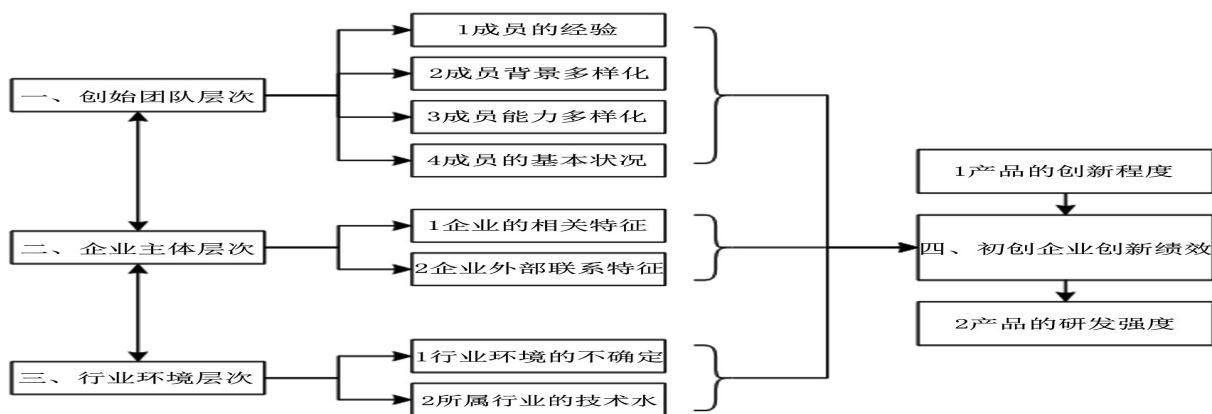 一、创始团队层次
1成员的经验
2成员背景多样化
3成员能力多样化
4成员的基本状况
二、企业主体层次
1企业的相关特征
2企业外部联系特征
三、行业环境层次
1行业环境的不确定
2所属行业的技术水
1产品的创新程度
四、初创企业创新绩效
2产品的研发强度